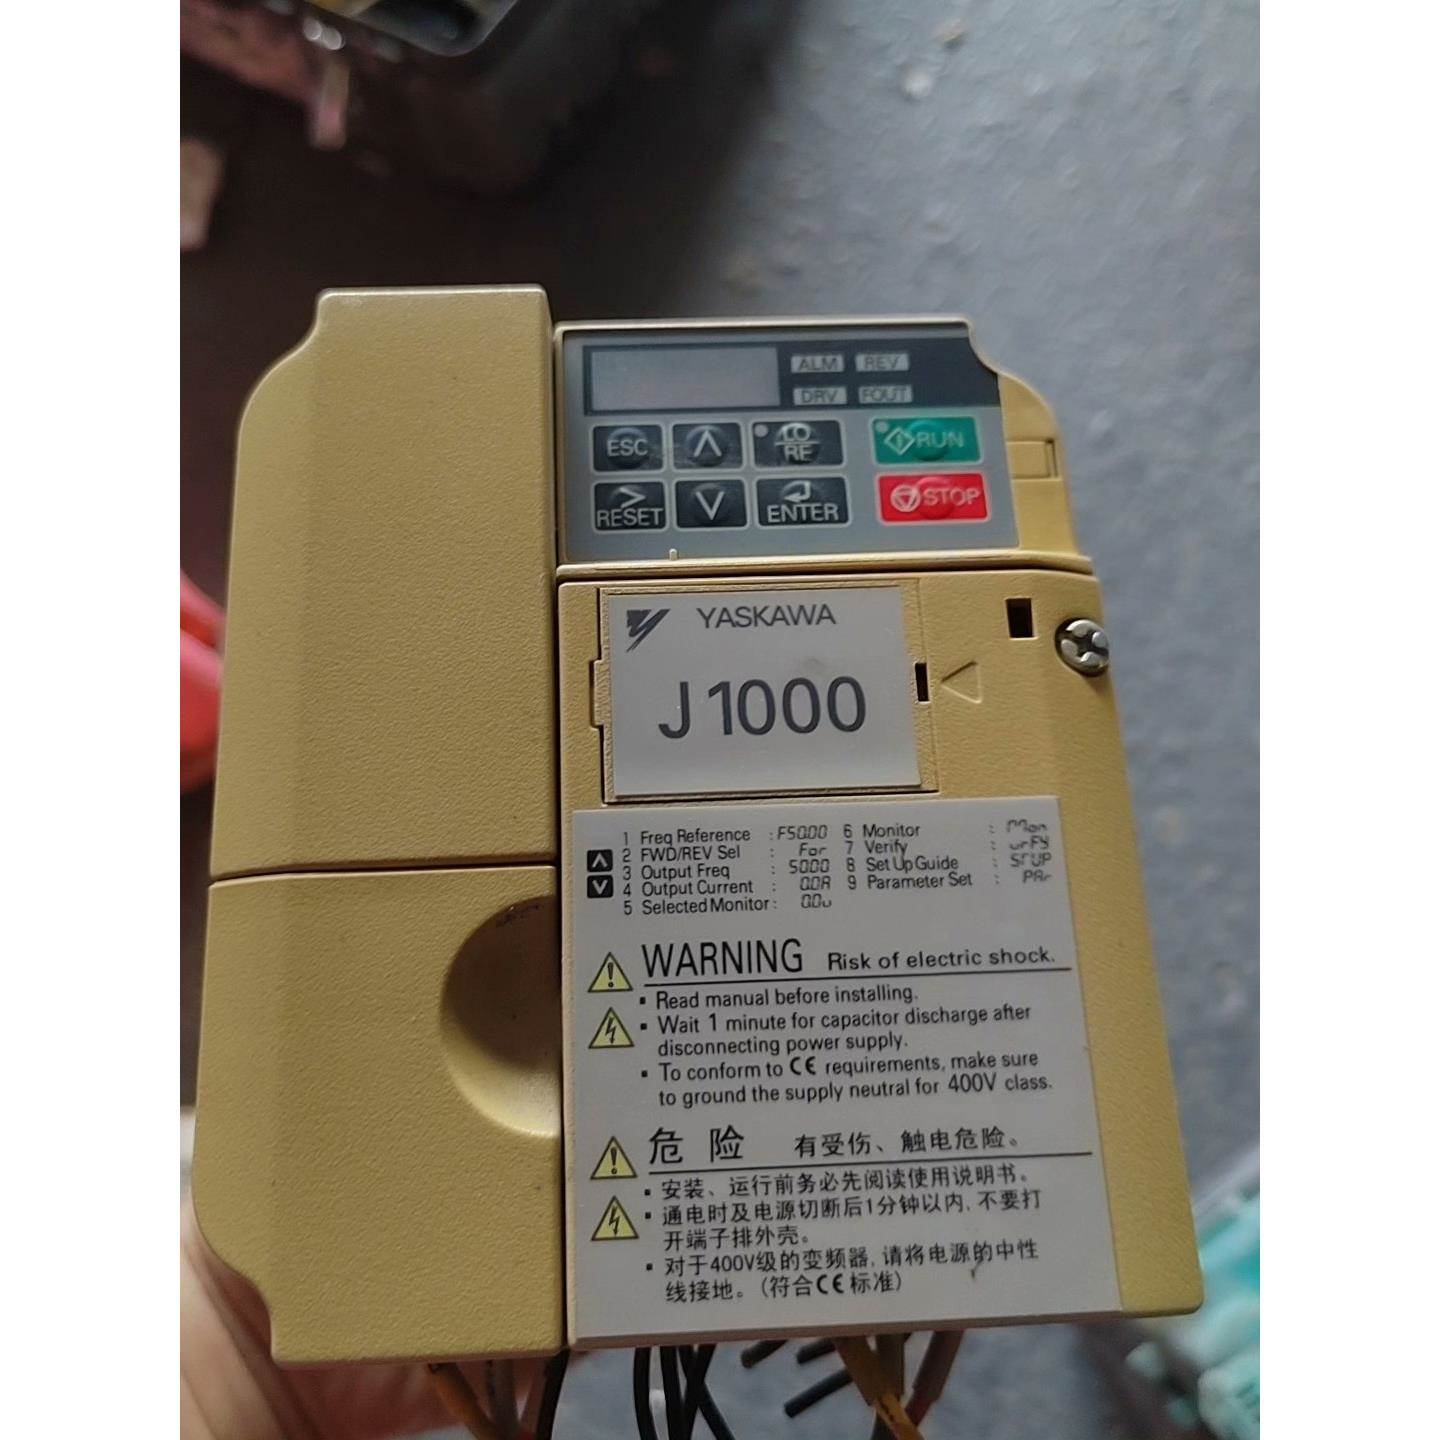 ALM REV
DRV FOUT
ESC ∧ LO/RE RUN
> RESET ∨ ENTER STOP
YASKAWA
J1000
1 Freq Reference : F50.00 6 Monitor : Mon
2 FWD/REV Sel : For 7 Verify : vrFY
3 Output Freq : 50.00 8 Set Up Guide : STUP
4 Output Current : 0.0A 9 Parameter Set : PAr
5 Selected Monitor :
WARNING Risk of electric shock.
▪ Read manual before installing.
▪ Wait 1 minute for capacitor discharge after
disconnecting power supply.
▪ To conform to CE requirements, make sure
to ground the supply neutral for 400V class.
危 险 有受伤、触电危险。
▪ 安装、运行前务必先阅读使用说明书。
▪ 通电时及电源切断后1分钟以内,不要打
开端子排外壳。
▪ 对于400V级的变频器,请将电源的中性
线接地。(符合CE标准)